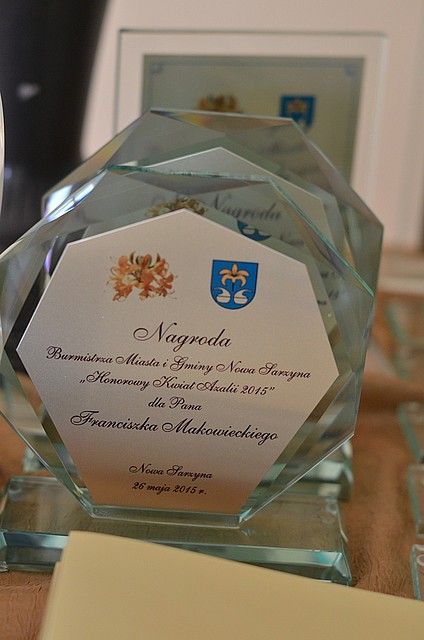 Nagroda
Nagroda
Burmistrza Miasta i Gminy Nowa Sarzyna
„Honorowy Kwiat Azalii 2015"
dla Pana
Franciszka Makowieckiego
Nowa Sarzyna
26 maja 2015 r.